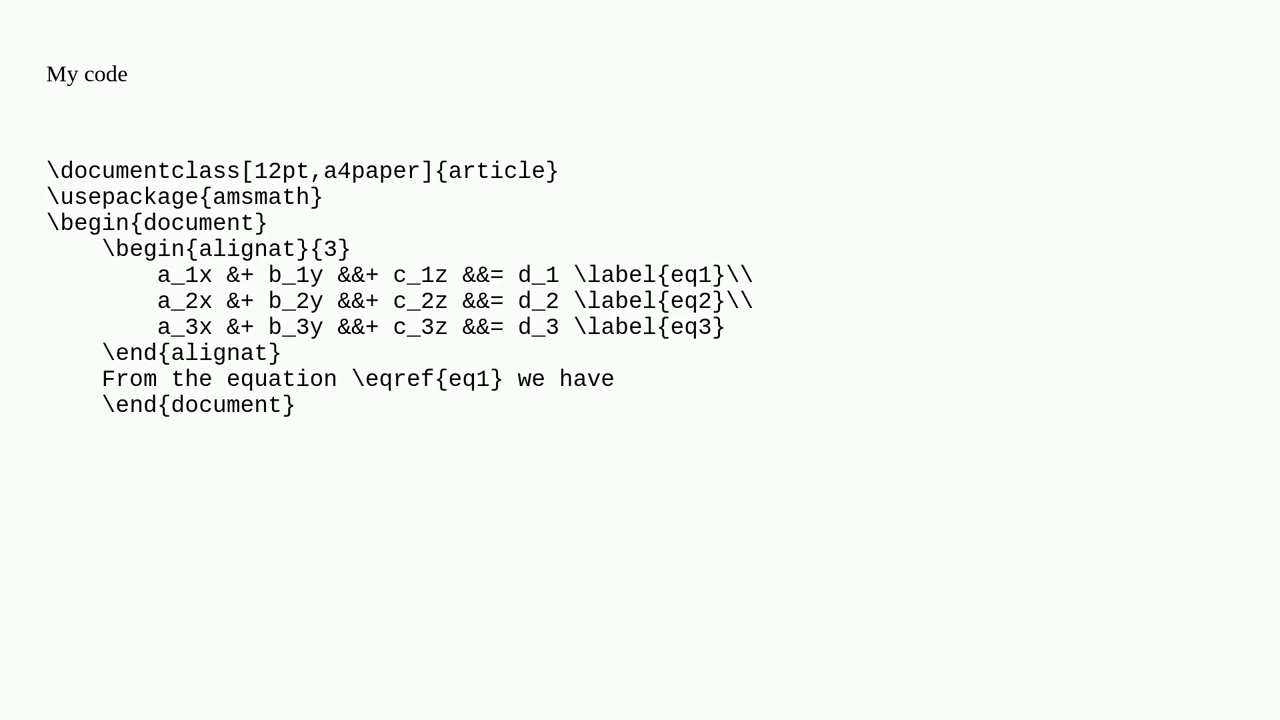 My code
\documentclass[12pt,a4paper]{article}
\usepackage{amsmath}
\begin{document}
    \begin{alignat}{3}
        a_1x &+ b_1y &&+ c_1z &&= d_1 \label{eq1}\\
        a_2x &+ b_2y &&+ c_2z &&= d_2 \label{eq2}\\
        a_3x &+ b_3y &&+ c_3z &&= d_3 \label{eq3}
    \end{alignat}
    From the equation \eqref{eq1} we have
    \end{document}